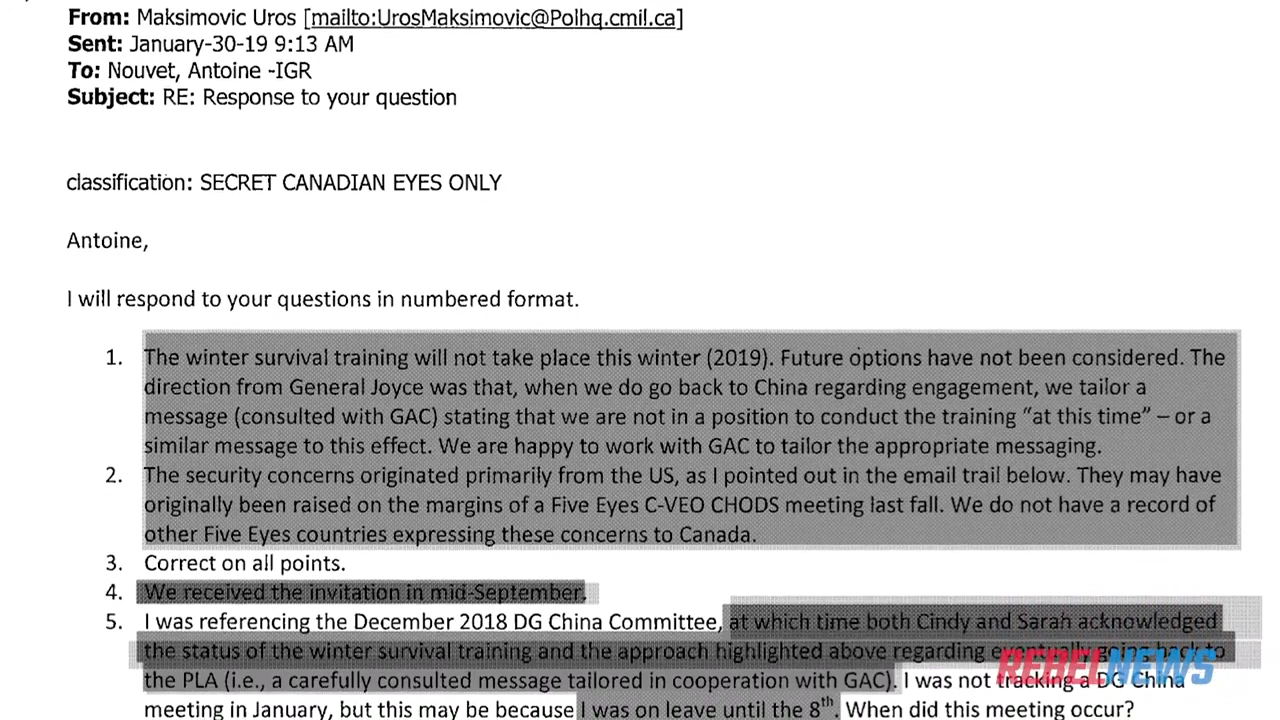 From: Maksimovic Uros [mailto:UrosMaksimovic@Polhq.cmil.ca]
Sent: January-30-19 9:13 AM
To: Nouvet, Antoine -IGR
Subject: RE: Response to your question
classification: SECRET CANADIAN EYES ONLY
Antoine,
I will respond to your questions in numbered format.
1. The winter survival training will not take place this winter (2019). Future options have not been considered. The
direction from General Joyce was that, when we do go back to China regarding engagement, we tailor a
message (consulted with GAC) stating that we are not in a position to conduct the training “at this time” – or a
similar message to this effect. We are happy to work with GAC to tailor the appropriate messaging.
2. The security concerns originated primarily from the US, as I pointed out in the email trail below. They may have
originally been raised on the margins of a Five Eyes C-VEO CHODS meeting last fall. We do not have a record of
other Five Eyes countries expressing these concerns to Canada.
3. Correct on all points.
4. We received the invitation in mid-September.
5. I was referencing the December 2018 DG China Committee, at which time both Cindy and Sarah acknowledged
the status of the winter survival training and the approach highlighted above regarding eventually going back to
the PLA (i.e., a carefully consulted message tailored in cooperation with GAC). I was not tracking a DG China
meeting in January, but this may be because I was on leave until the 8th. When did this meeting occur?
REBELNEWS